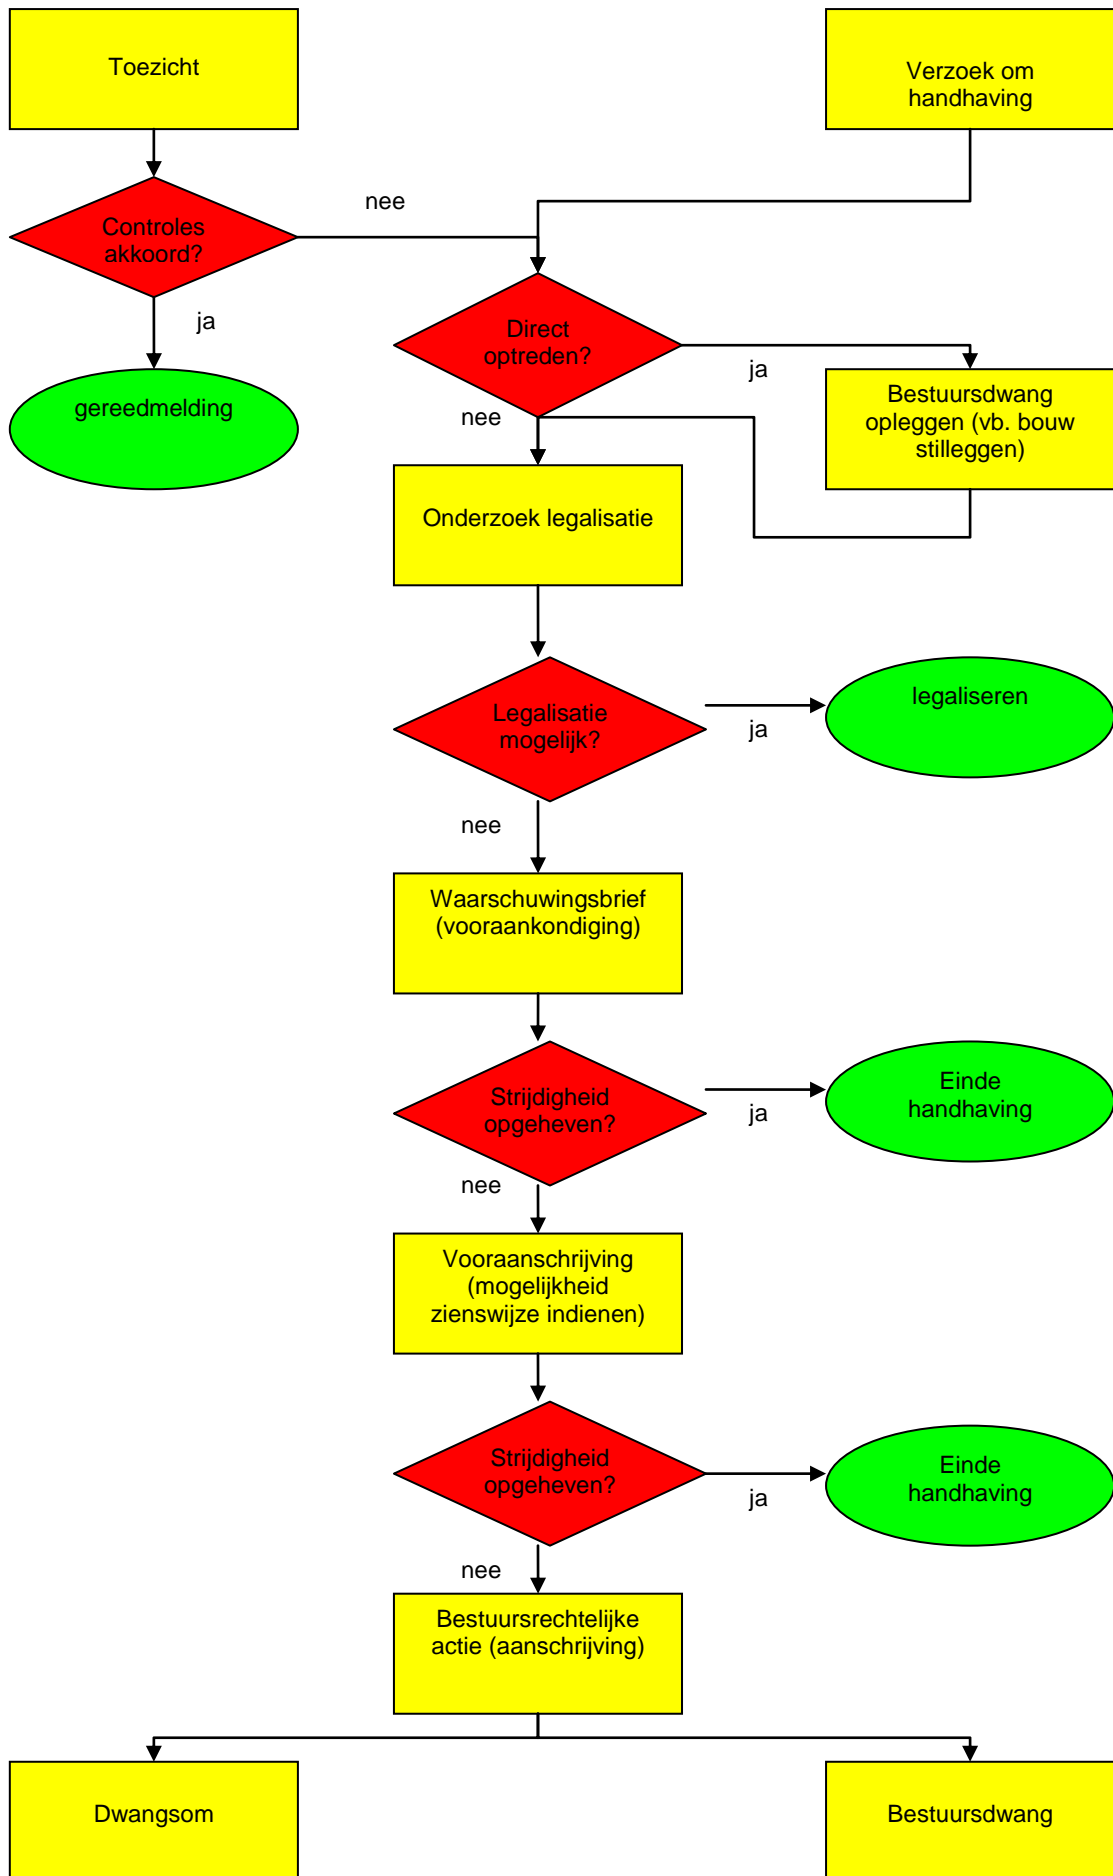 Toezicht
Verzoek om
handhaving
nee
Controles
akkoord?
ja
Direct
optreden?
ja
nee
gereedmelding
Bestuursdwang
opleggen (vb. bouw
stilleggen)
Onderzoek legalisatie
Legalisatie
mogelijk?
ja
legaliseren
nee
Waarschuwingsbrief
(vooraankondiging)
Strijdigheid
opgeheven?
ja
Einde
handhaving
nee
Vooraanschrijving
(mogelijkheid
zienswijze indienen)
Strijdigheid
opgeheven?
ja
Einde
handhaving
nee
Bestuursrechtelijke
actie (aanschrijving)
Dwangsom
Bestuursdwang